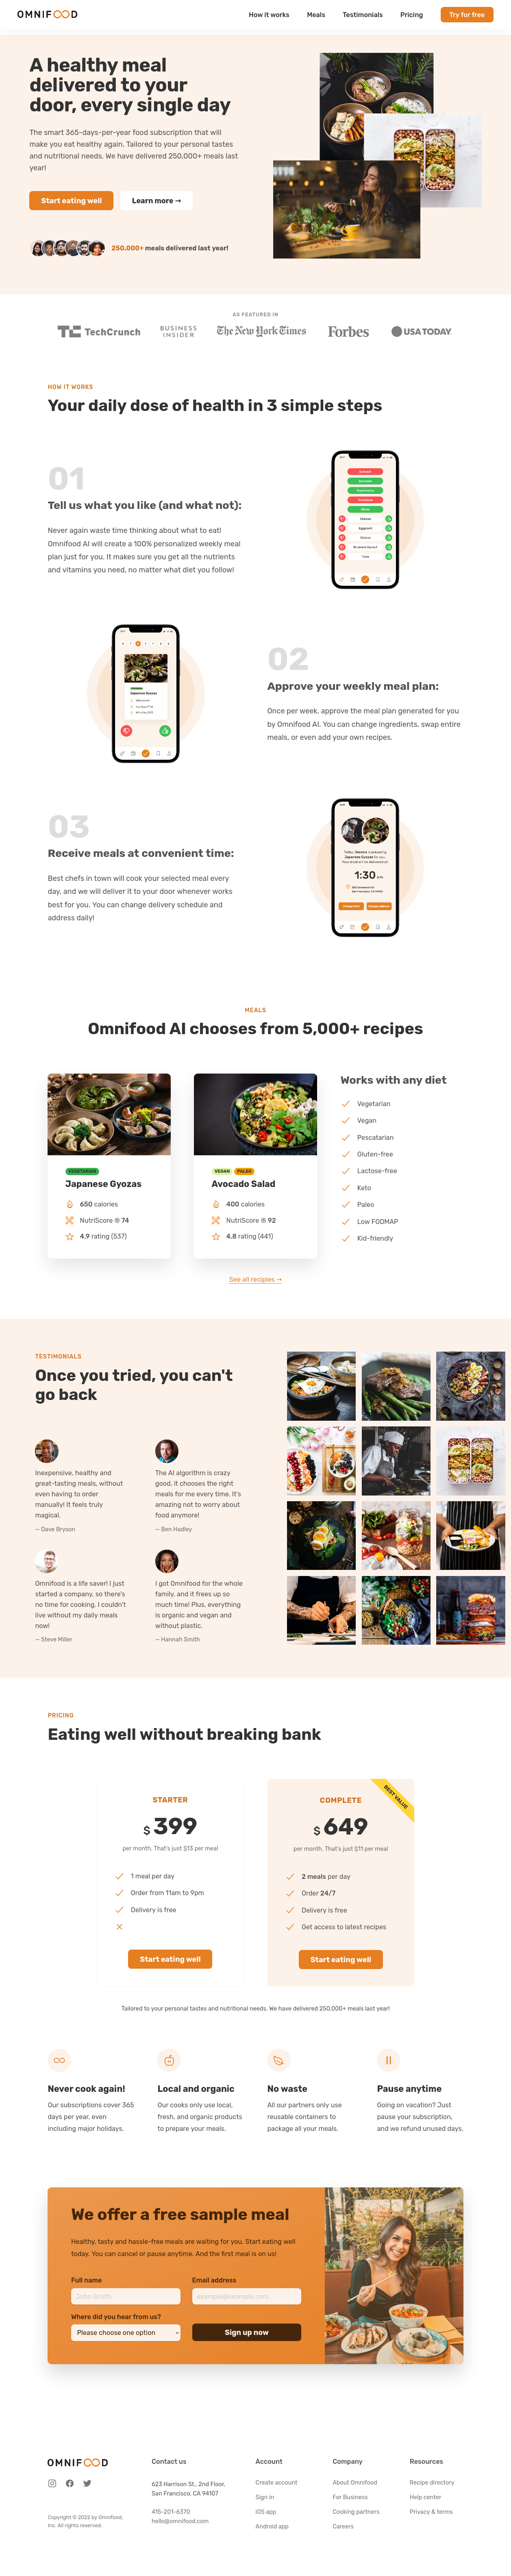 OMNIFOOD
How it works
Meals
Testimonials
Pricing
Try for free
A healthy meal
delivered to your
door, every single day
The smart 365-days-per-year food subscription that will
make you eat healthy again. Tailored to your personal tastes
and nutritional needs. We have delivered 250,000+ meals last
year!
Start eating well
Learn more →
250,000+ meals delivered last year!
AS FEATURED IN
TechCrunch
BUSINESS
INSIDER
The New York Times
Forbes
USA TODAY
HOW IT WORKS
Your daily dose of health in 3 simple steps
01
Tell us what you like (and what not):
Never again waste time thinking about what to eat!
Omnifood AI will create a 100% personalized weekly meal
plan just for you. It makes sure you get all the nutrients
and vitamins you need, no matter what diet you follow!
02
Approve your weekly meal plan:
Once per week, approve the meal plan generated for you
by Omnifood AI. You can change ingredients, swap entire
meals, or even add your own recipes.
Japanese Gyozas
03
Receive meals at convenient time:
Best chefs in town will cook your selected meal every
day, and we will deliver it to your door whenever works
best for you. You can change delivery schedule and
address daily!
1:30
MEALS
Omnifood AI chooses from 5,000+ recipes
VEGETARIAN
Japanese Gyozas
650 calories
NutriScore ® 74
4.9 rating (537)
VEGAN
PALEO
Avocado Salad
400 calories
NutriScore ® 92
4.8 rating (441)
Works with any diet
Vegetarian
Vegan
Pescatarian
Gluten-free
Lactose-free
Keto
Paleo
Low FODMAP
Kid-friendly
See all recipies →
TESTIMONIALS
Once you tried, you can't
go back
Inexpensive, healthy and
great-tasting meals, without
even having to order
manually! It feels truly
magical.
— Dave Bryson
The AI algorithm is crazy
good, it chooses the right
meals for me every time. It's
amazing not to worry about
food anymore!
— Ben Hadley
Omnifood is a life saver! I just
started a company, so there's
no time for cooking. I couldn't
live without my daily meals
now!
— Steve Miller
I got Omnifood for the whole
family, and it frees up so
much time! Plus, everything
is organic and vegan and
without plastic.
— Hannah Smith
PRICING
Eating well without breaking bank
STARTER
$ 399
per month. That's just $13 per meal
1 meal per day
Order from 11am to 9pm
Delivery is free
Start eating well
BEST VALUE
COMPLETE
$ 649
per month. That's just $11 per meal
2 meals per day
Order 24/7
Delivery is free
Get access to latest recipes
Start eating well
Tailored to your personal tastes and nutritional needs. We have delivered 250,000+ meals last year!
Never cook again!
Our subscriptions cover 365
days per year, even
including major holidays.
Local and organic
Our cooks only use local,
fresh, and organic products
to prepare your meals.
No waste
All our partners only use
reusable containers to
package all your meals.
Pause anytime
Going on vacation? Just
pause your subscription,
and we refund unused days.
We offer a free sample meal
Healthy, tasty and hassle-free meals are waiting for you. Start eating well
today. You can cancel or pause anytime. And the first meal is on us!
Full name
John Smith
Email address
example@example.com
Where did you hear from us?
Please choose one option
Sign up now
OMNIFOOD
Copyright © 2022 by Omnifood,
Inc. All rights reserved.
Contact us
623 Harrison St., 2nd Floor,
San Francisco, CA 94107
415-201-6370
hello@omnifood.com
Account
Create account
Sign in
iOS app
Android app
Company
About Omnifood
For Business
Cooking partners
Careers
Resources
Recipe directory
Help center
Privacy & terms